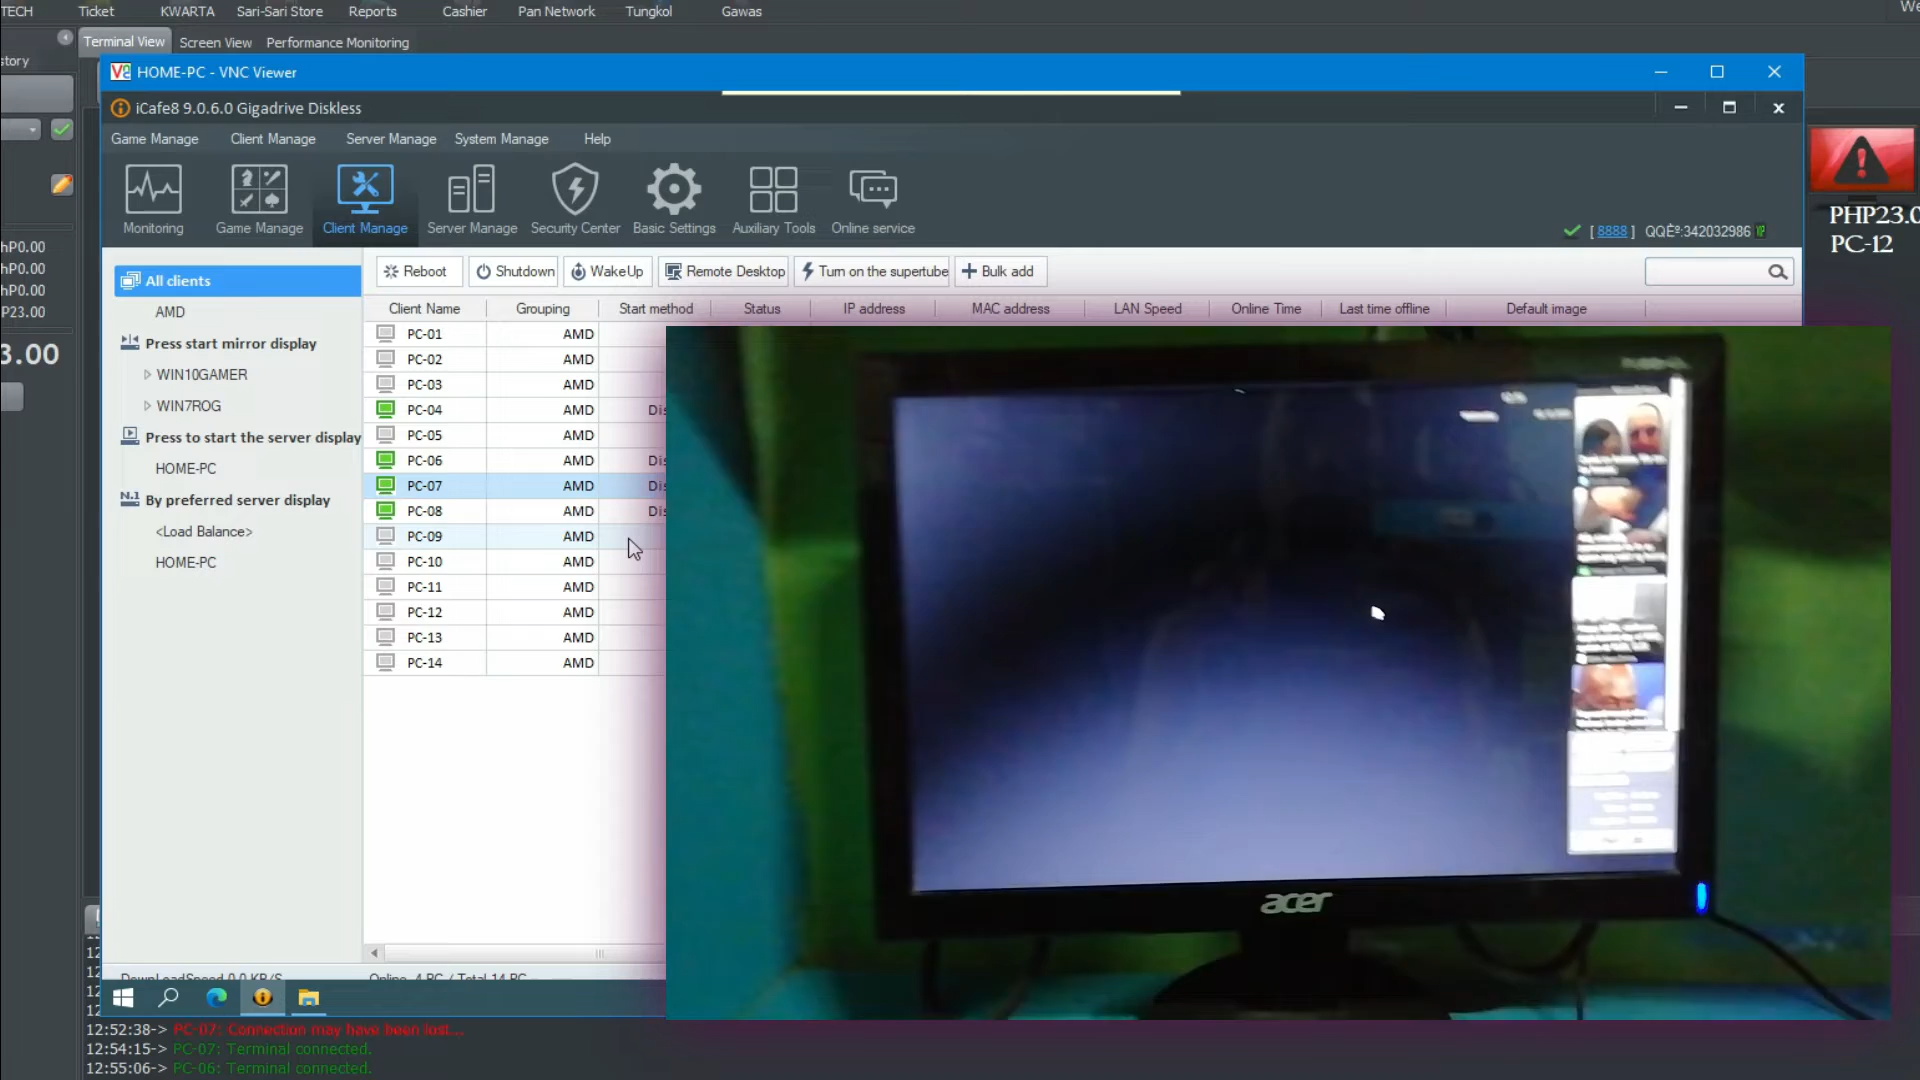 TECH Ticket KWARTA Sari-Sari Store Reports Cashier Pan Network Tungkol Gawas
Terminal View Screen View Performance Monitoring
story
HOME-PC - VNC Viewer
iCafe8 9.0.6.0 Gigadrive Diskless
Game Manage Client Manage Server Manage System Manage Help
Monitoring Game Manage Client Manage Server Manage Security Center Basic Settings Auxiliary Tools Online service
[ 8888 ] QQÈº:342032986
PHP23.0
PC-12
hP0.00
hP0.00
hP0.00
P23.00
3.00
All clients
AMD
Press start mirror display
WIN10GAMER
WIN7ROG
Press to start the server display
HOME-PC
N.1 By preferred server display
<Load Balance>
HOME-PC
Reboot Shutdown WakeUp Remote Desktop Turn on the supertube Bulk add
Client Name Grouping Start method Status IP address MAC address LAN Speed Online Time Last time offline Default image
PC-01 AMD
PC-02 AMD
PC-03 AMD
PC-04 AMD Dis
PC-05 AMD
PC-06 AMD Dis
PC-07 AMD Dis
PC-08 AMD Dis
PC-09 AMD
PC-10 AMD
PC-11 AMD
PC-12 AMD
PC-13 AMD
PC-14 AMD
acer
DownLoadSpeed 0.0 KB/S Online 4 PC / Total 14 PC
12:52:38-> PC-07: Connection may have been lost...
12:54:15-> PC-07: Terminal connected.
12:55:06-> PC-06: Terminal connected.